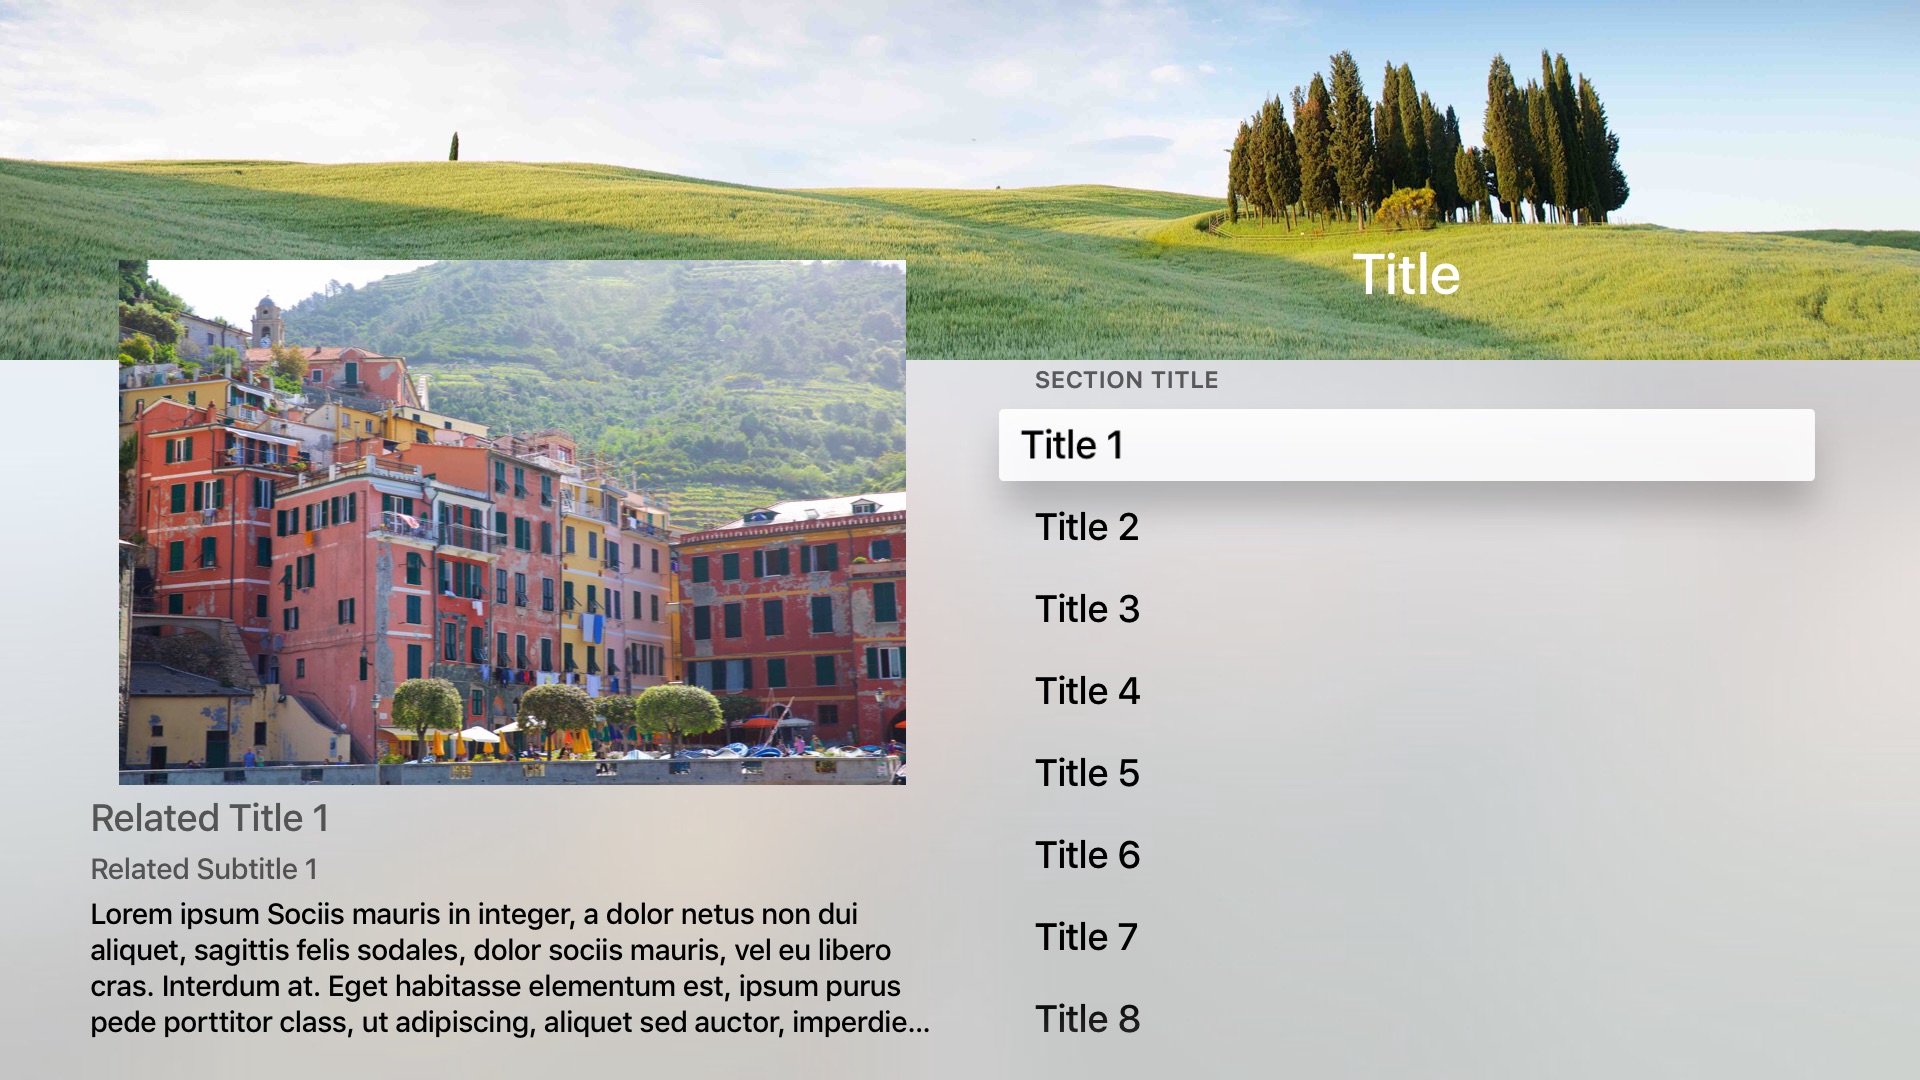 Title
SECTION TITLE
Title 1
Title 2
Title 3
Title 4
Title 5
Title 6
Title 7
Title 8
Related Title 1
Related Subtitle 1
Lorem ipsum Sociis mauris in integer, a dolor netus non dui
aliquet, sagittis felis sodales, dolor sociis mauris, vel eu libero
cras. Interdum at. Eget habitasse elementum est, ipsum purus
pede porttitor class, ut adipiscing, aliquet sed auctor, imperdie...